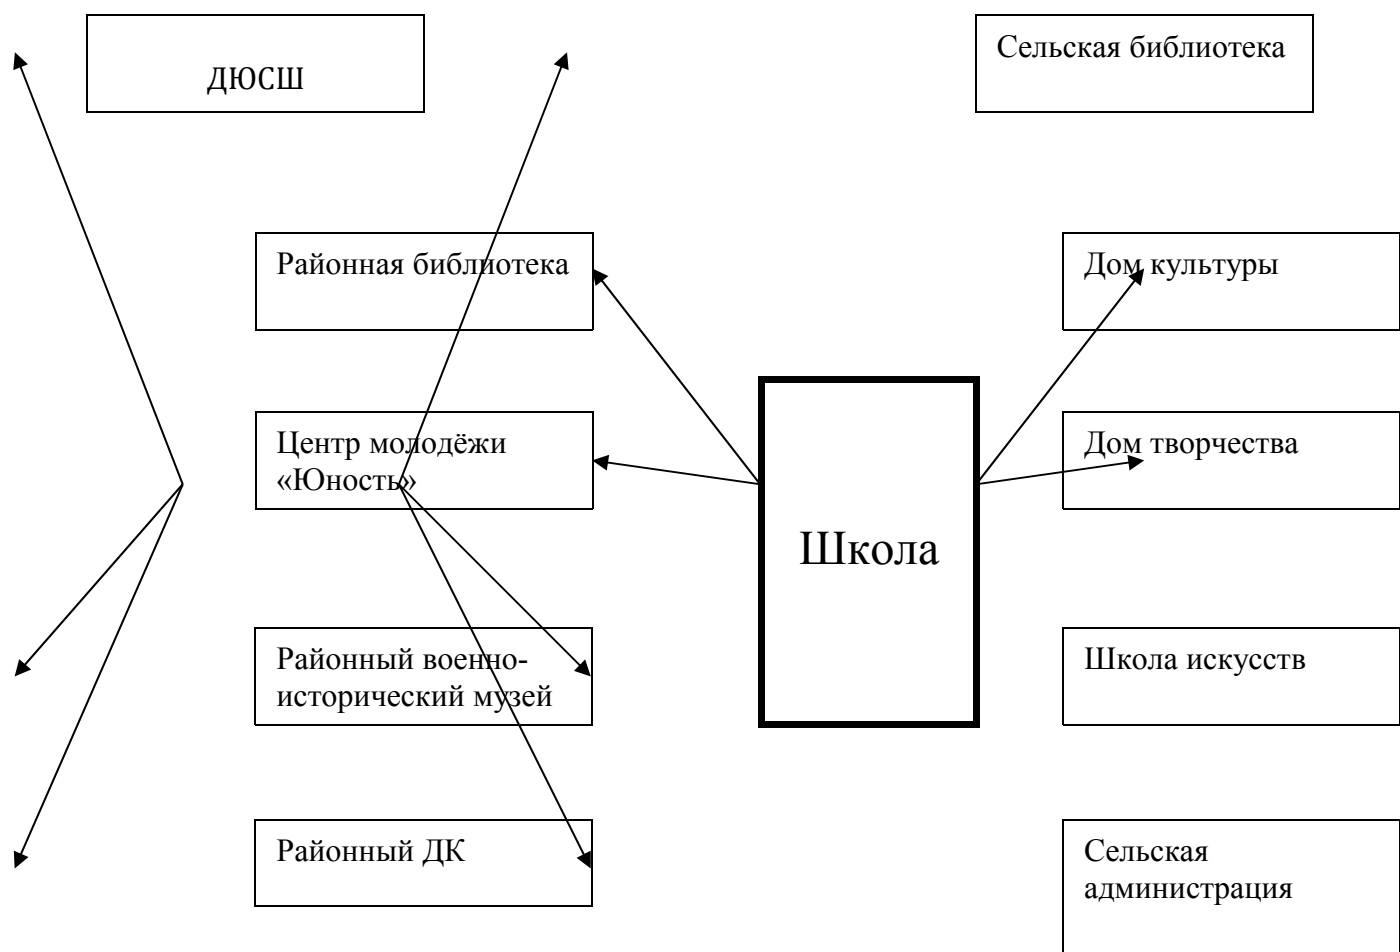 ДЮСШ
Сельская библиотека
Районная библиотека
Дом культуры
Центр молодёжи
«Юность»
Дом творчества
Школа
Районный военно-
исторический музей
Школа искусств
Районный ДК
Сельская
администрация